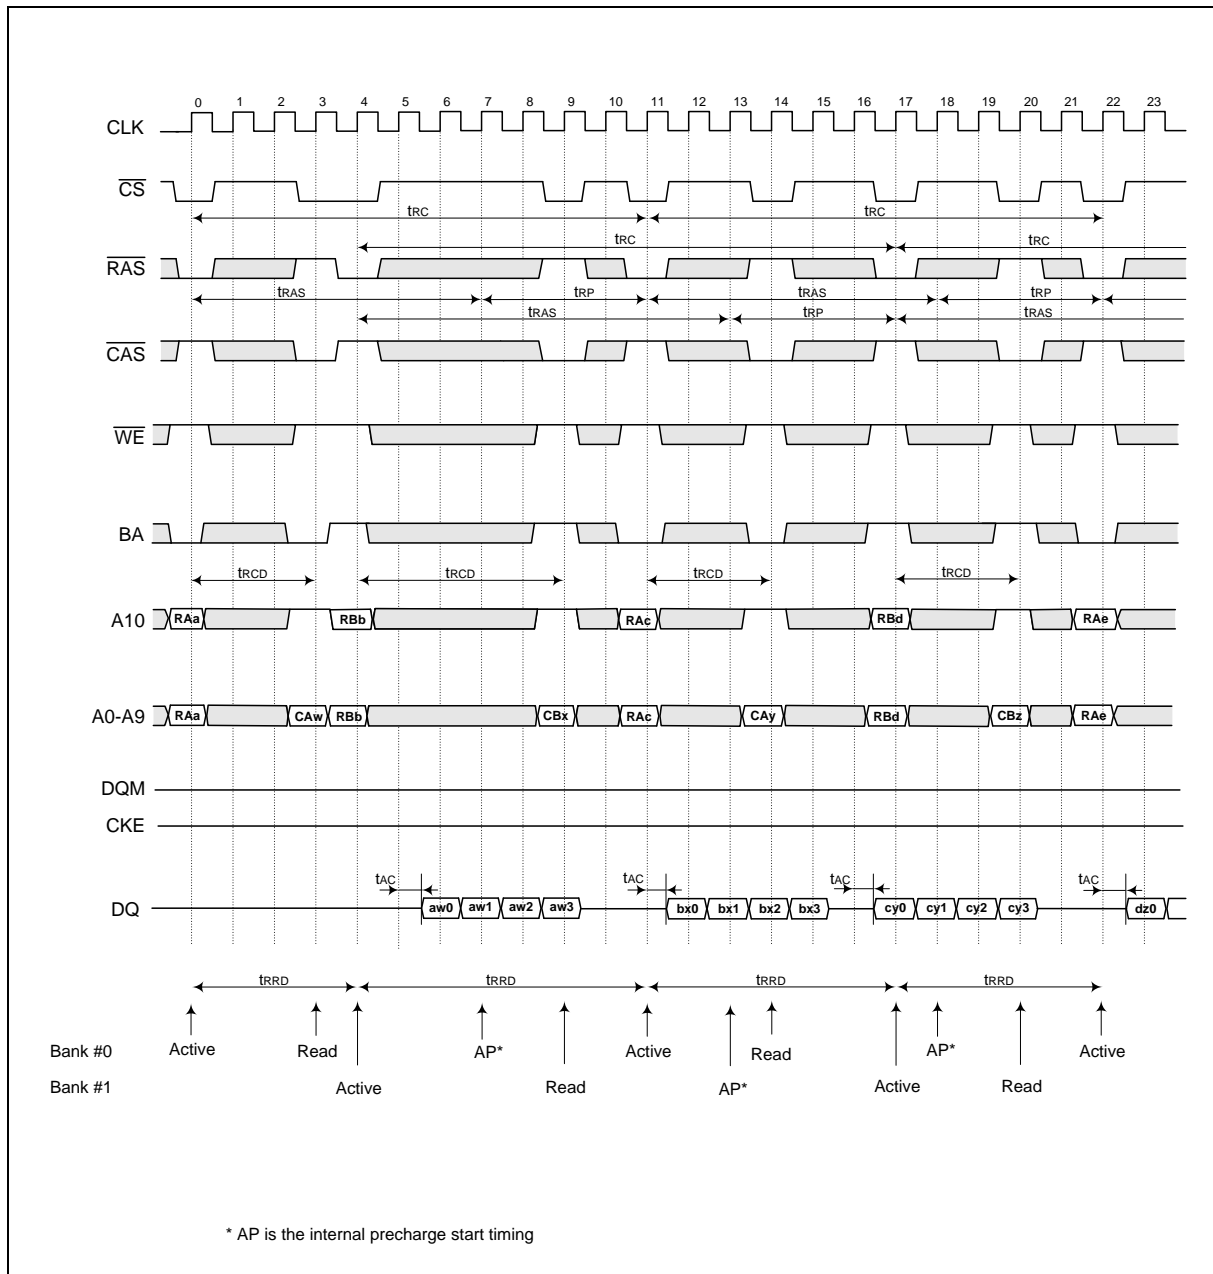 0 1 2 3 4 5 6 7 8 9 10 11 12 13 14 15 16 17 18 19 20 21 22 23
CLK
CS
tRC tRC
tRC tRC
RAS
tRAS tRP tRAS tRP
tRAS tRP tRAS
CAS
WE
BA
tRCD tRCD tRCD tRCD
A10 RAa RBb RAc RBd RAe
A0-A9 RAa CAw RBb CBx RAc CAy RBd CBz RAe
DQM
CKE
tAC tAC tAC tAC
DQ aw0 aw1 aw2 aw3 bx0 bx1 bx2 bx3 cy0 cy1 cy2 cy3 dz0
tRRD tRRD tRRD tRRD
Bank #0 Active Read AP* Active Read AP* Active
Bank #1 Active Read AP* Active Read
* AP is the internal precharge start timing